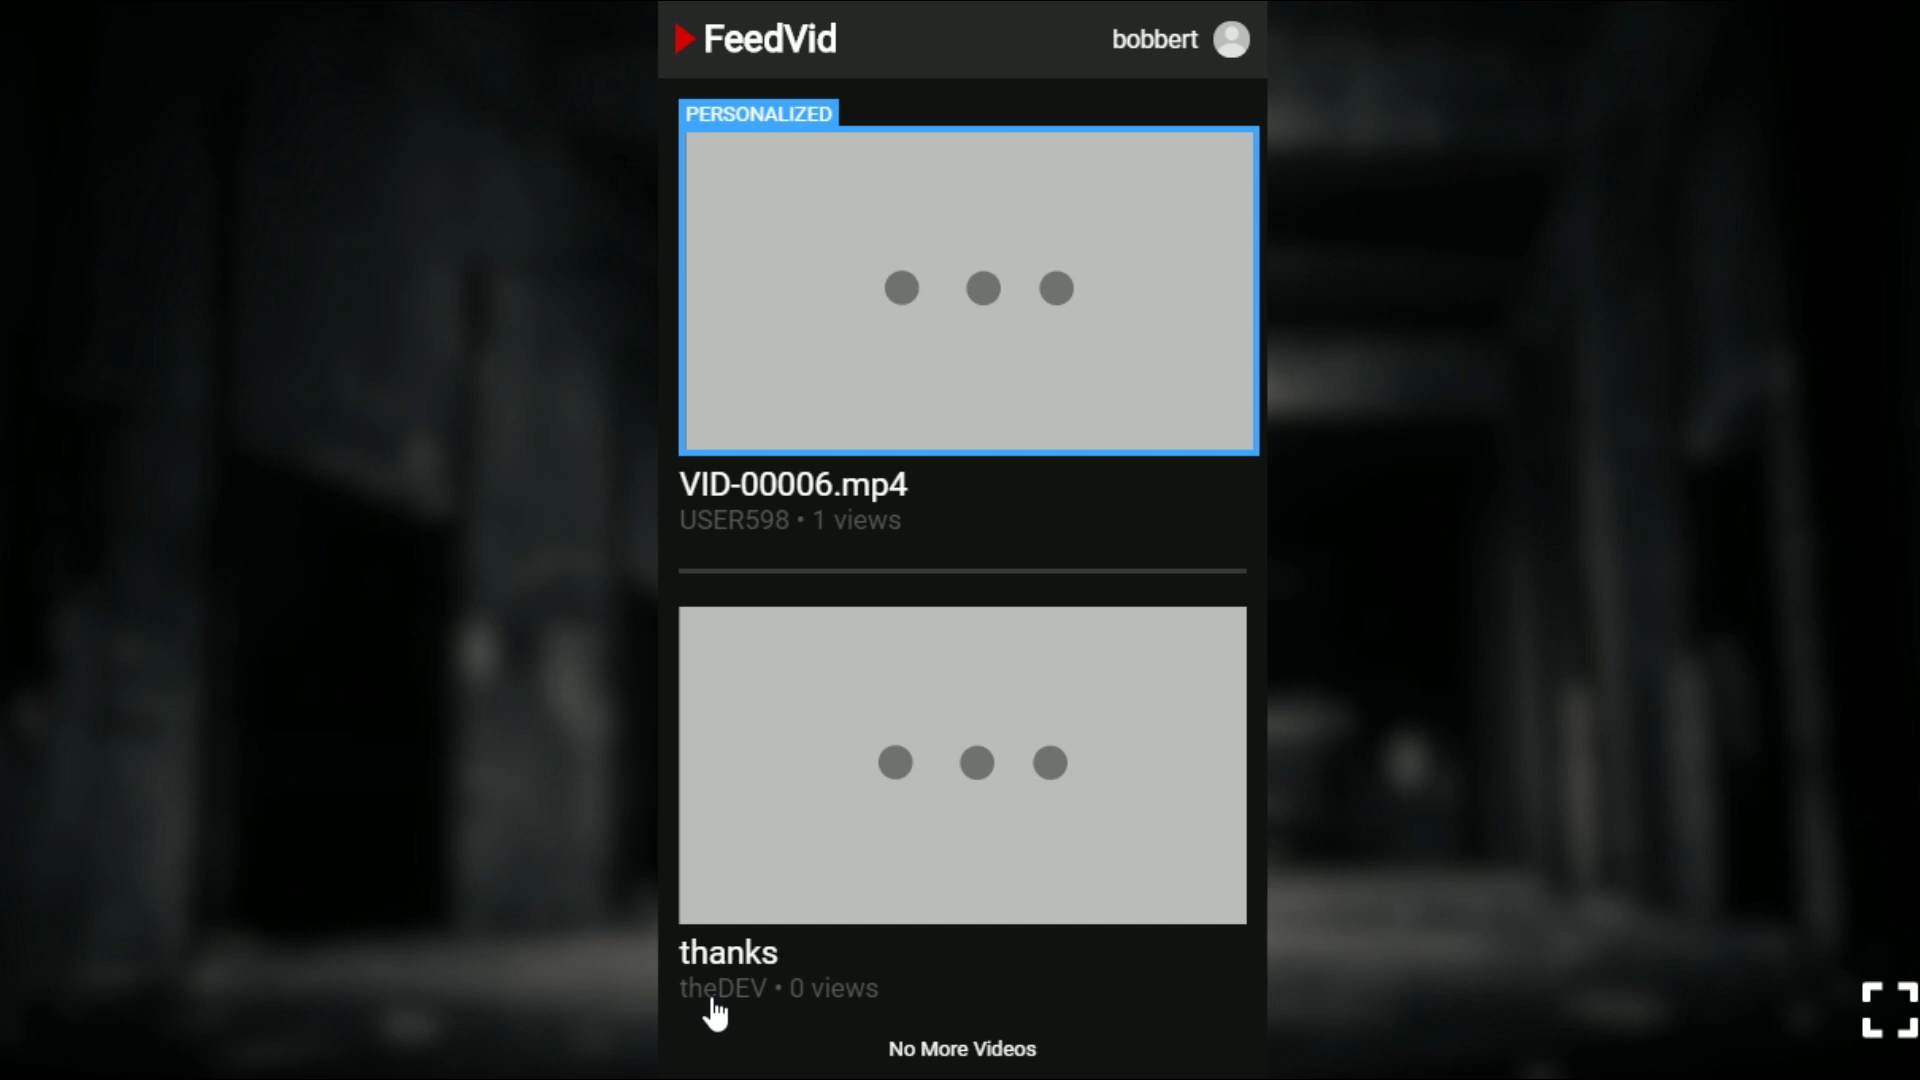 FeedVid
bobbert
PERSONALIZED
VID-00006.mp4
USER598 • 1 views
thanks
theDEV • 0 views
No More Videos